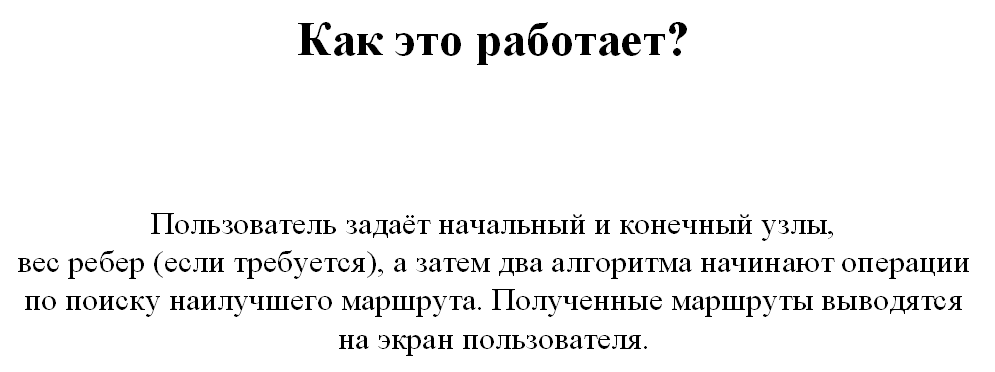 Как это работает?
Пользователь задаёт начальный и конечный узлы,
вес ребер (если требуется), а затем два алгоритма начинают операции
по поиску наилучшего маршрута. Полученные маршруты выводятся
на экран пользователя.